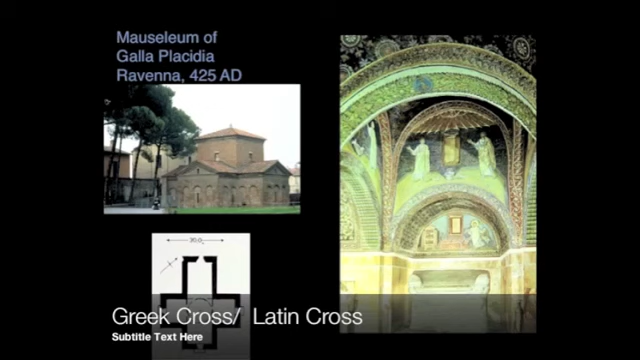 Mauseleum of
Galla Placidia
Ravenna, 425 AD
Greek Cross/ Latin Cross
Subtitle Text Here